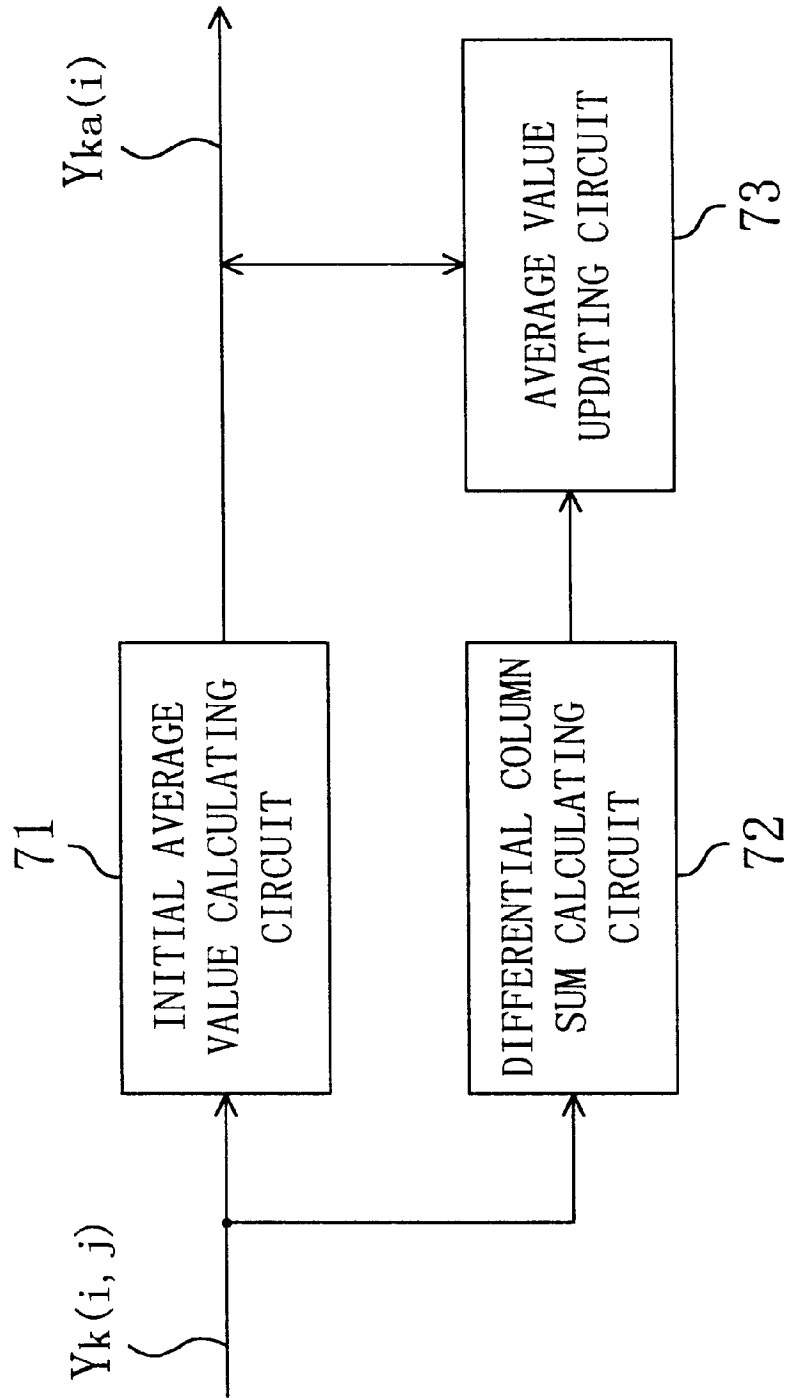 Yk(i, j)
71
INITIAL AVERAGE
VALUE CALCULATING
CIRCUIT
Yka(i)
DIFFERENTIAL COLUMN
SUM CALCULATING
CIRCUIT
72
AVERAGE VALUE
UPDATING CIRCUIT
73